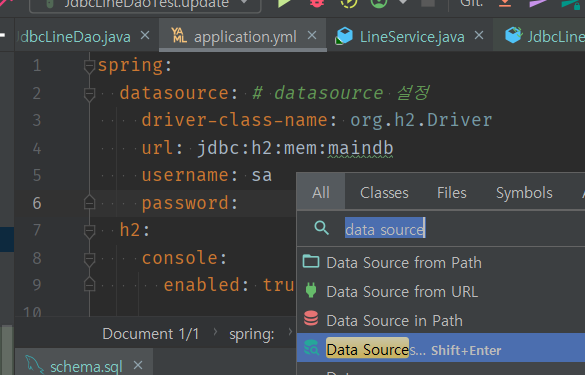 JdbcLineDaoTest.update
Git:
JdbcLineDao.java
application.yml
LineService.java
JdbcLine
1 spring:
2 datasource: # datasource 설정
3 driver-class-name: org.h2.Driver
4 url: jdbc:h2:mem:maindb
5 username: sa
6 password:
7 h2:
8 console:
9 enabled: tru
10
All Classes Files Symbols A
data source
Data Source from Path
Data Source from URL
Data Source in Path
Data Sources... Shift+Enter
Document 1/1 spring:
schema.sql